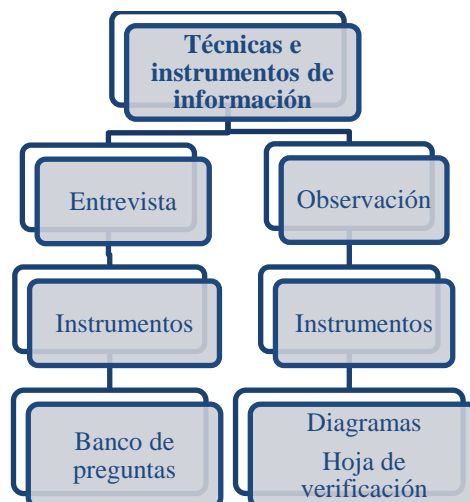 Técnicas e
instrumentos de
información
Entrevista
Observación
Instrumentos
Instrumentos
Banco de
preguntas
Diagramas
Hoja de
verificación